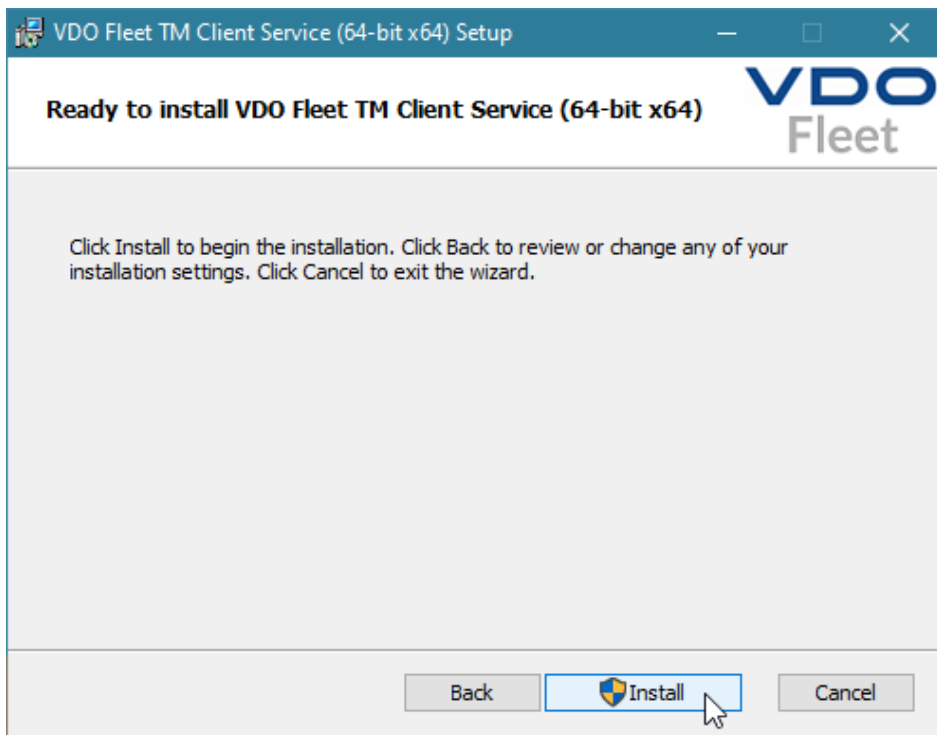 VDO Fleet TM Client Service (64-bit x64) Setup
Ready to install VDO Fleet TM Client Service (64-bit x64)
VDO
Fleet
Click Install to begin the installation. Click Back to review or change any of your
installation settings. Click Cancel to exit the wizard.
Back
Install
Cancel